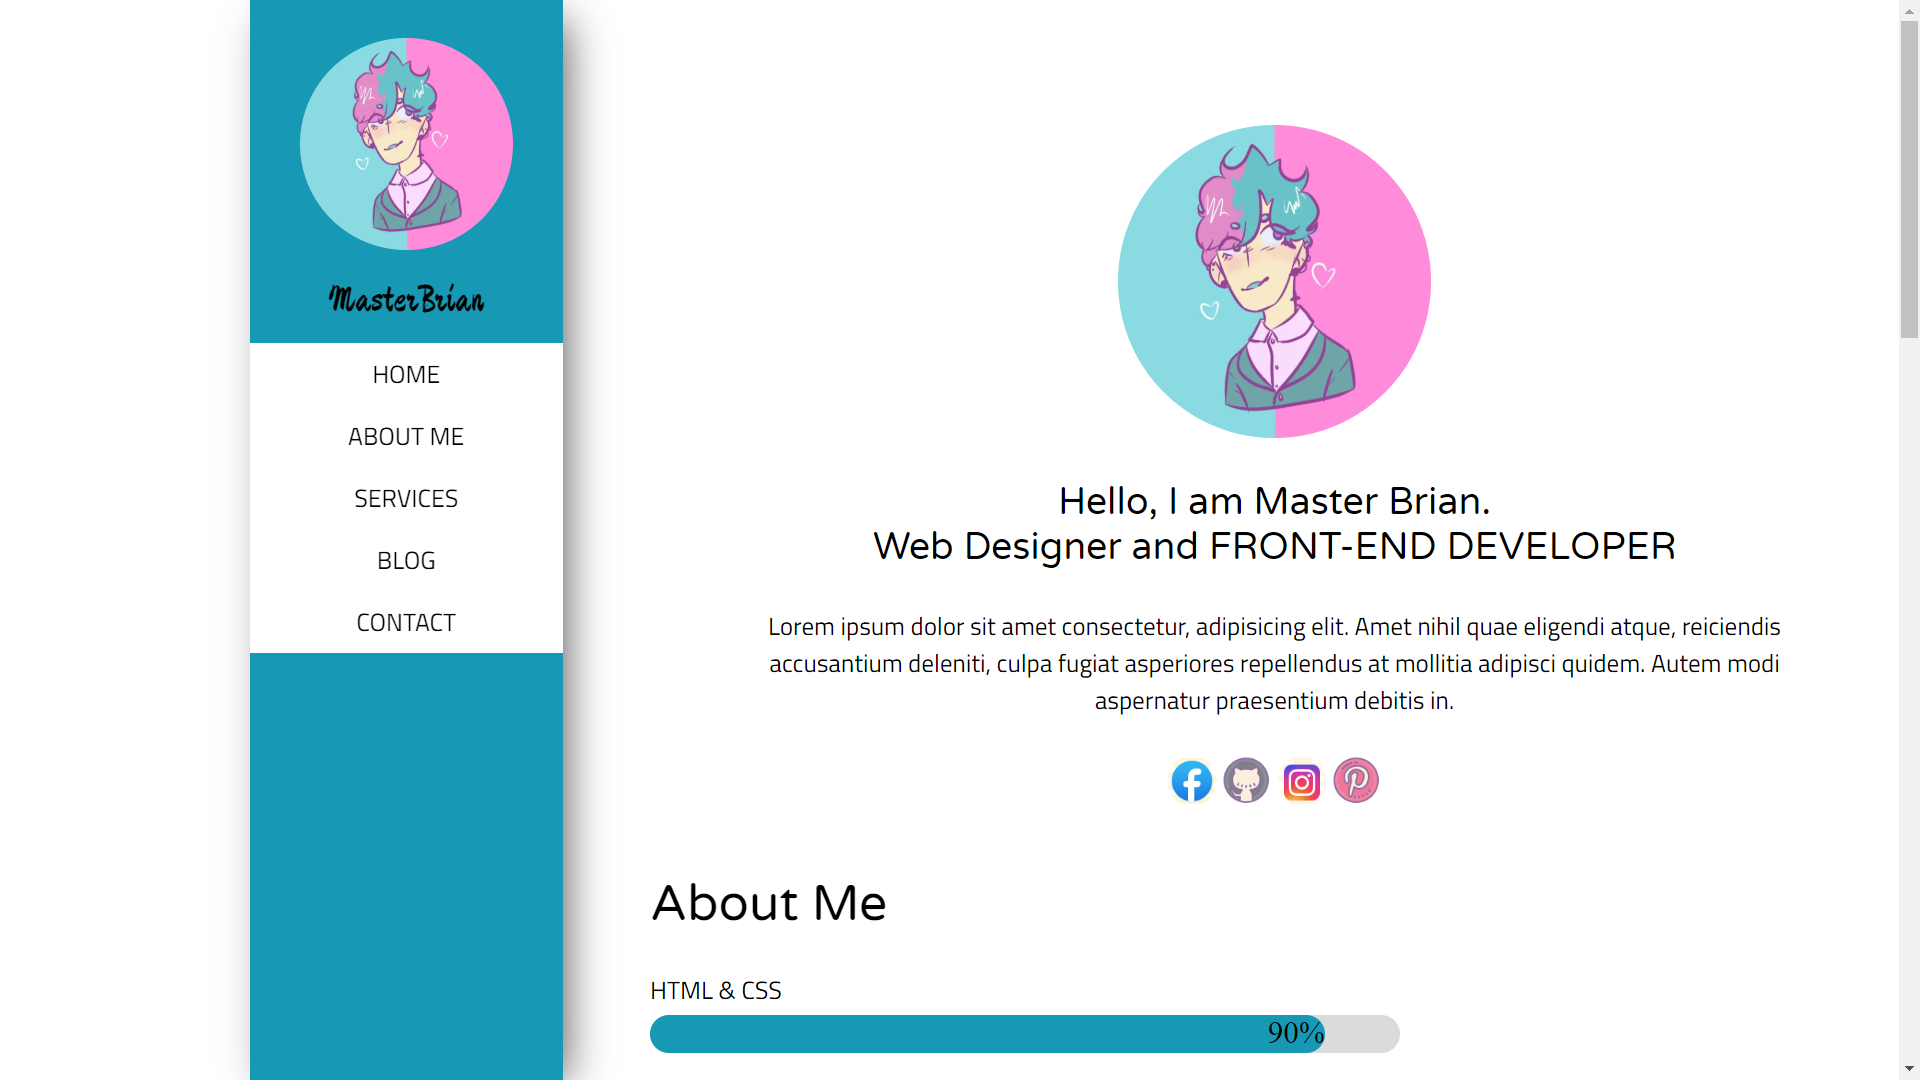 MasterBrian
HOME
ABOUT ME
SERVICES
BLOG
CONTACT
Hello, I am Master Brian.
Web Designer and FRONT-END DEVELOPER
Lorem ipsum dolor sit amet consectetur, adipisicing elit. Amet nihil quae eligendi atque, reiciendis
accusantium deleniti, culpa fugiat asperiores repellendus at mollitia adipisci quidem. Autem modi
aspernatur praesentium debitis in.
About Me
HTML & CSS
90%